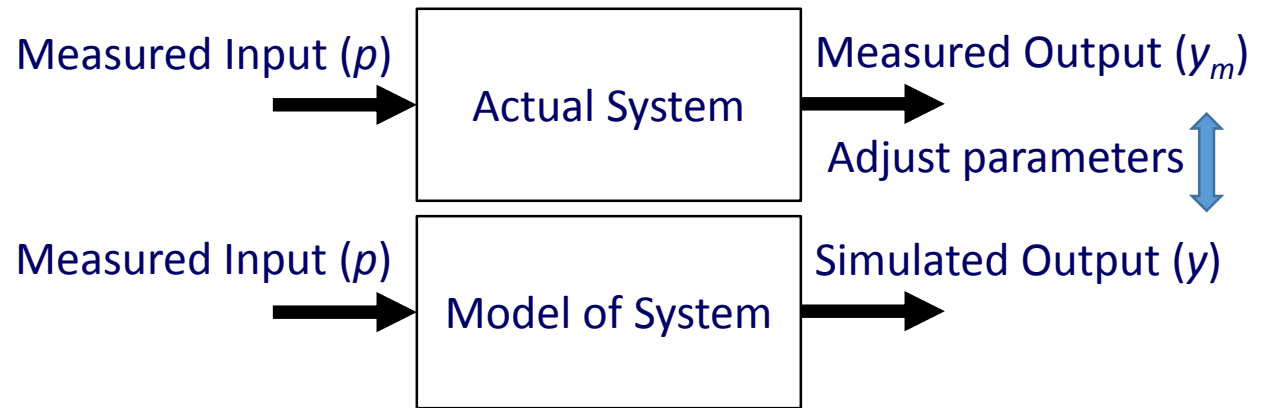 Measured Input (p)
Actual System
Measured Output (ym)
Adjust parameters
Measured Input (p)
Model of System
Simulated Output (y)